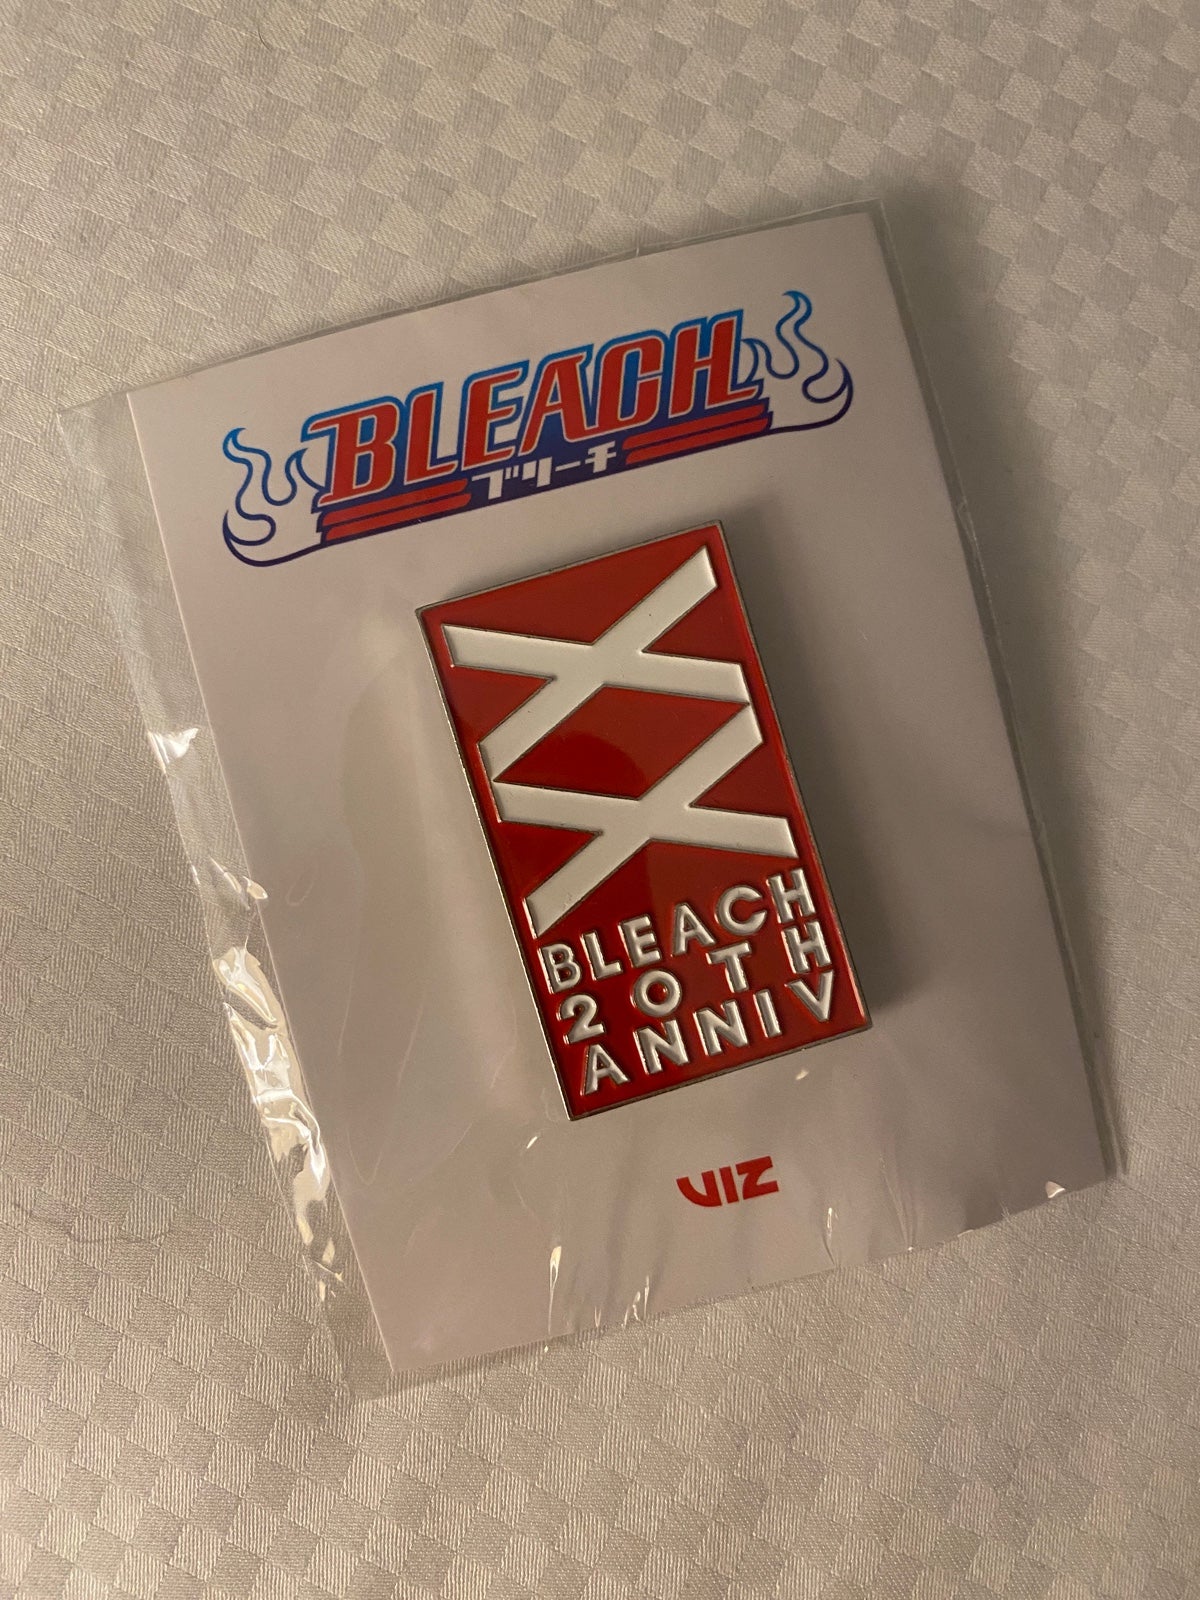 BLEACH
ブリーチ
XX
BLEACH
20TH
ANNIV
VIZ